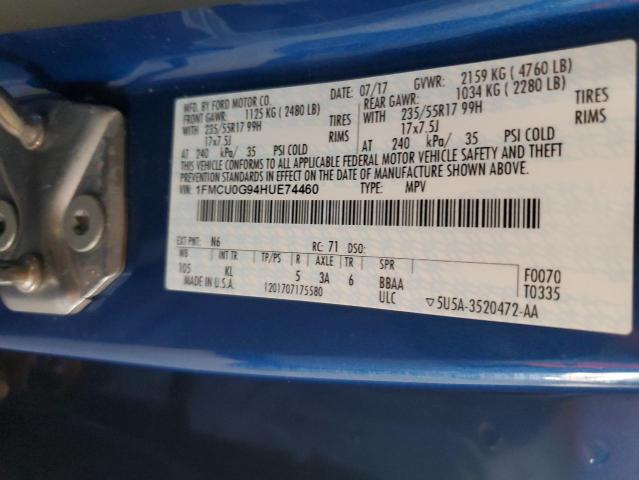 MFD. BY FORD MOTOR CO. DATE: 07/17 GVWR: 2159 KG ( 4760 LB)
FRONT GAWR: 1125 KG ( 2480 LB) REAR GAWR: 1034 KG ( 2280 LB)
WITH 235/55R17 99H TIRES WITH 235/55R17 99H TIRES
17x7.5J RIMS 17x7.5J RIMS
AT 240 kPa/ 35 PSI COLD AT 240 kPa/ 35 PSI COLD
THIS VEHICLE CONFORMS TO ALL APPLICABLE FEDERAL MOTOR VEHICLE SAFETY AND THEFT
PREVENTION STANDARDS IN EFFECT ON THE DATE OF MANUFACTURE SHOWN ABOVE.
VIN: 1FMCU0G94HUE74460 TYPE: MPV
EXT PNT: N6 RC: 71 DSO:
WB INT TR TP/PS R AXLE TR SPR
105 KL 5 3A 6 BBAA F0070
MADE IN U.S.A. 1201707175580 ULC ▽5U5A-3520472-AA T0335